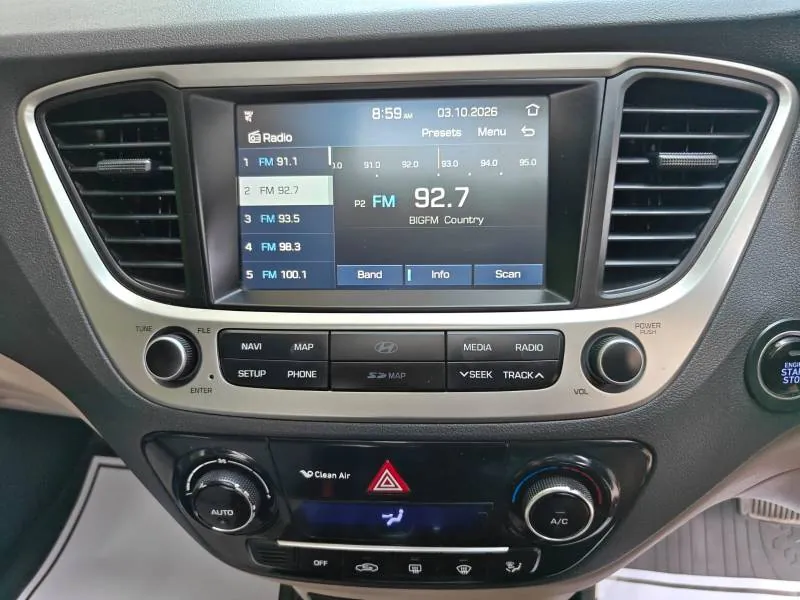 8:59 AM 03.10.2026
Radio
Presets Menu
1 FM 91.1
.0 91.0 92.0 93.0 94.0 95.0
2 FM 92.7
P2 FM 92.7
3 FM 93.5
BIGFM Country
4 FM 98.3
5 FM 100.1
Band Info Scan
TUNE FILE
ENTER
NAVI MAP
MEDIA RADIO
SETUP PHONE
SD MAP
SEEK TRACK
POWER
PUSH
VOL
Clean Air
AUTO
A/C
OFF